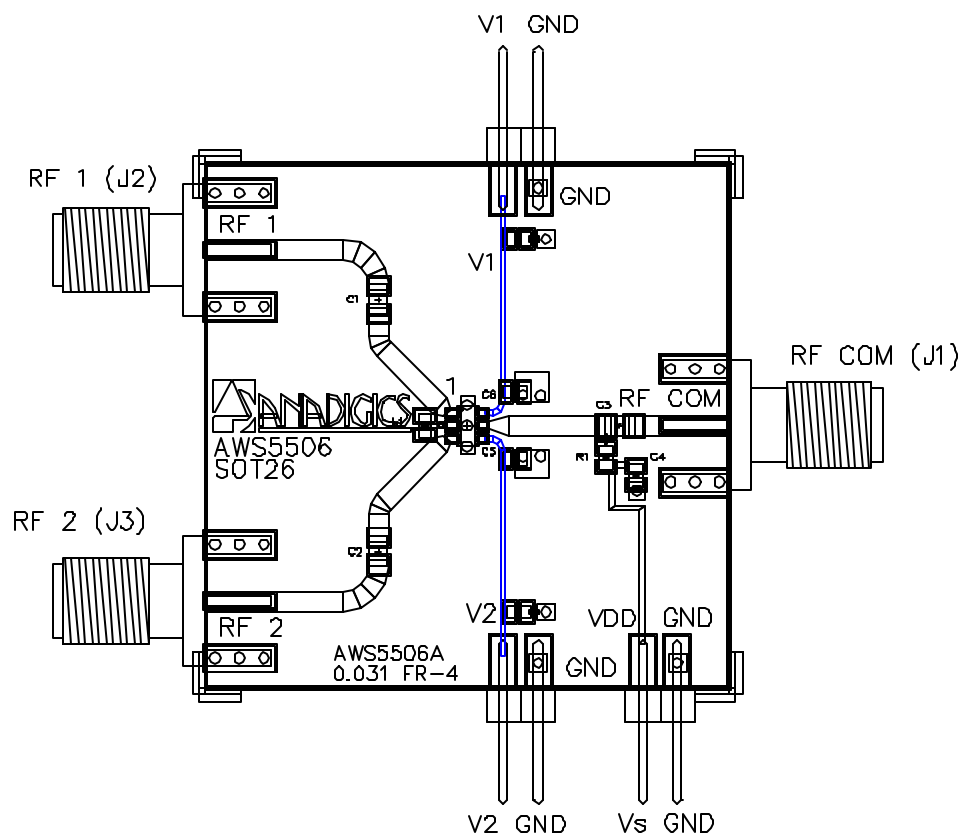 V1 GND
RF 1 (J2)
GND
RF 1
V1
C1
RF COM (J1)
1
C6
C3
RF COM
ANADIGICS
AWS5506
SOT26
C5
R1
C4
RF 2 (J3)
C2
V2
VDD
GND
RF 2
AWS5506A
0.031 FR-4
GND
V2 GND
Vs GND